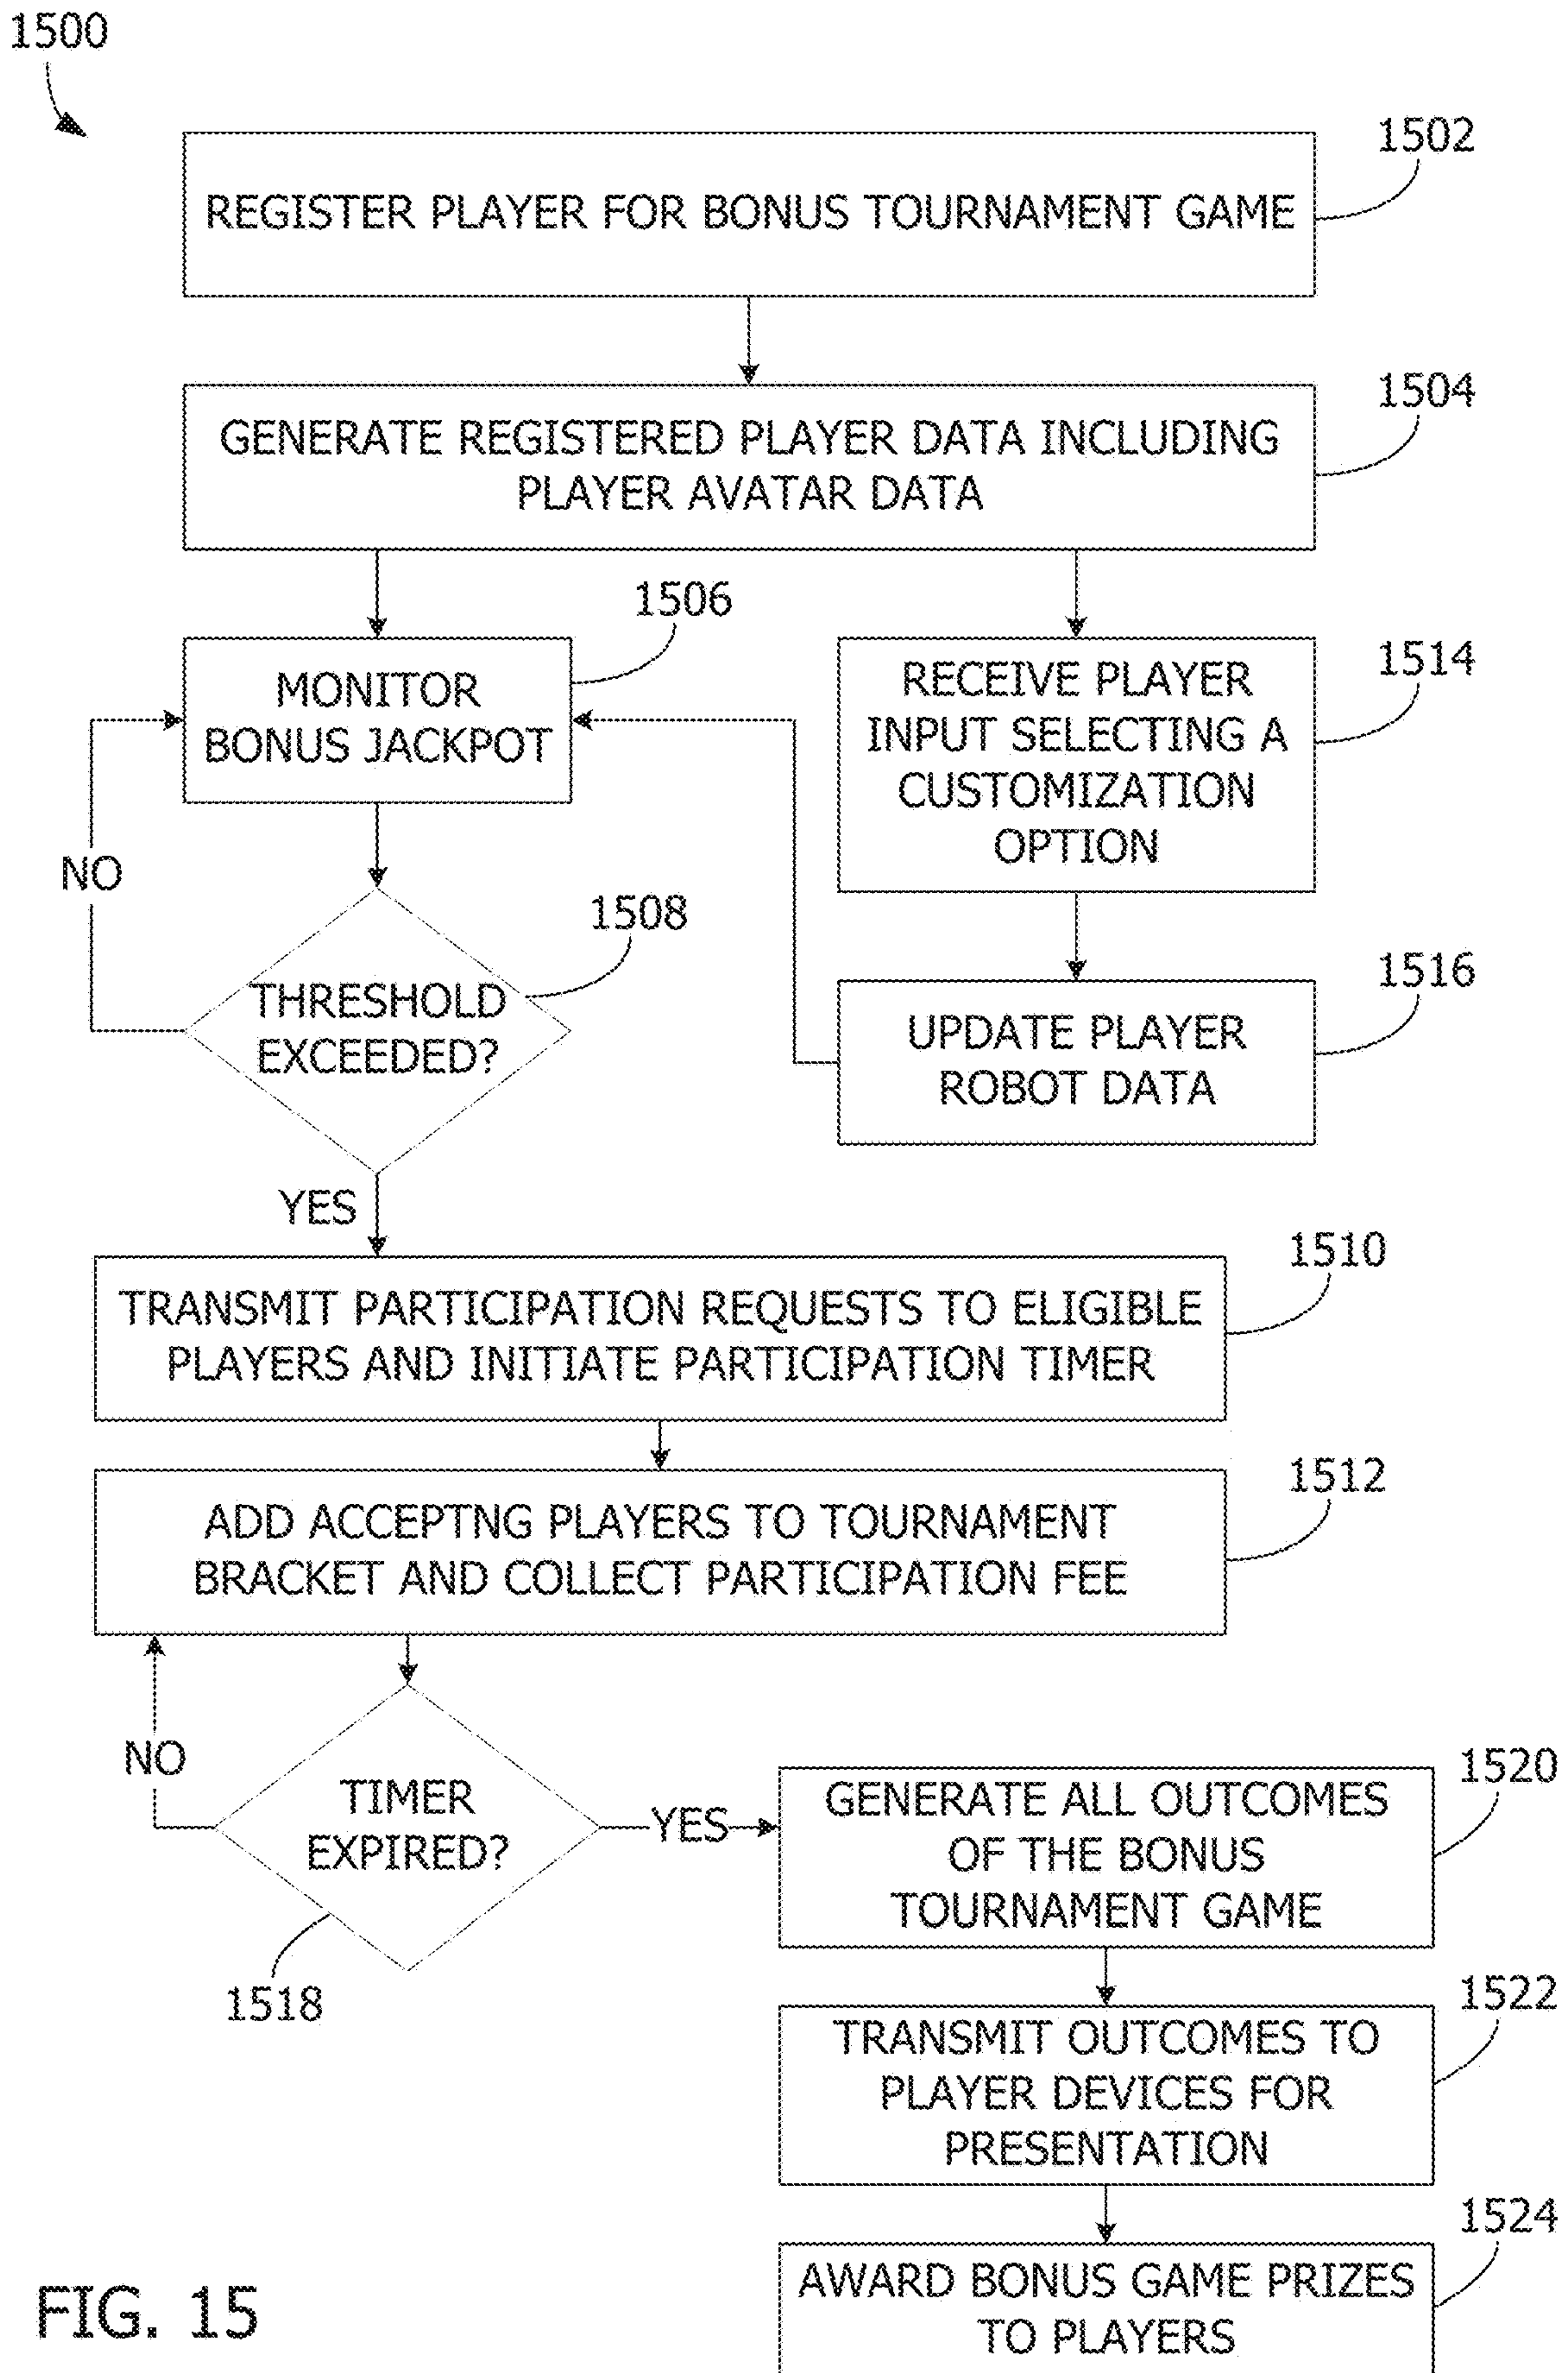 1500
1502
REGISTER PLAYER FOR BONUS TOURNAMENT GAME
1504
GENERATE REGISTERED PLAYER DATA INCLUDING
PLAYER AVATAR DATA
1506
MONITOR
BONUS JACKPOT
1514
RECEIVE PLAYER
INPUT SELECTING A
CUSTOMIZATION
OPTION
NO
1508
THRESHOLD
EXCEEDED?
1516
UPDATE PLAYER
ROBOT DATA
YES
1510
TRANSMIT PARTICIPATION REQUESTS TO ELIGIBLE
PLAYERS AND INITIATE PARTICIPATION TIMER
1512
ADD ACCEPTNG PLAYERS TO TOURNAMENT
BRACKET AND COLLECT PARTICIPATION FEE
NO
TIMER
EXPIRED?
1518
YES
1520
GENERATE ALL OUTCOMES
OF THE BONUS
TOURNAMENT GAME
1522
TRANSMIT OUTCOMES TO
PLAYER DEVICES FOR
PRESENTATION
1524
AWARD BONUS GAME PRIZES
TO PLAYERS
FIG. 15